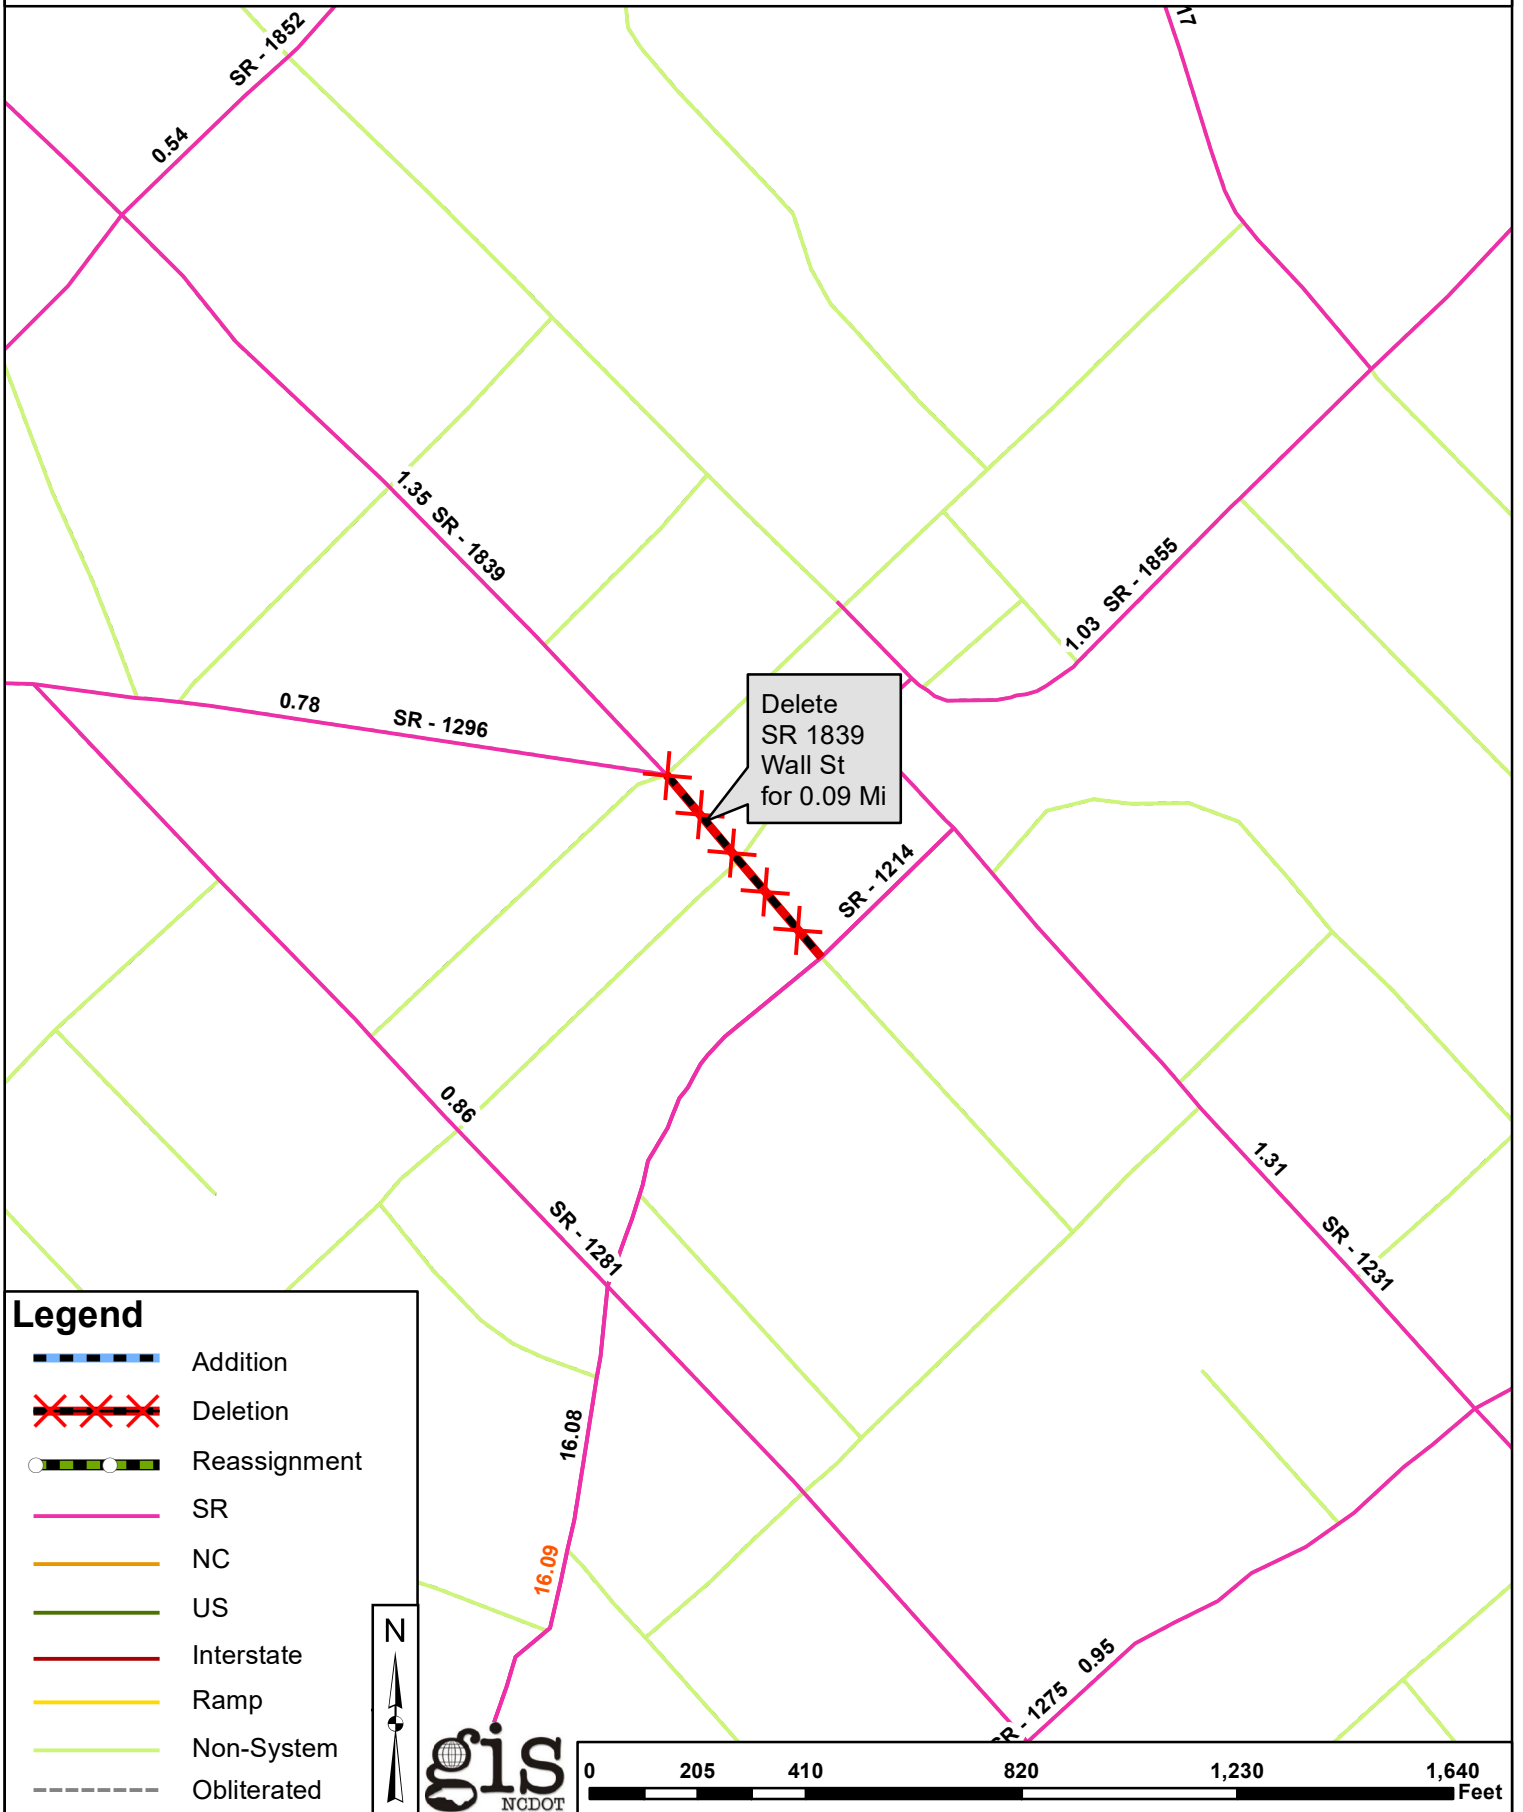 17
SR - 1852
0.54
1.35 SR - 1839
1.03 SR - 1855
0.78
SR - 1296
Delete
SR 1839
Wall St
for 0.09 Mi
SR - 1214
0.86
SR - 1281
1.31
SR - 1231
16.08
16.09
SR - 1275 0.95
Legend
Addition
Deletion
Reassignment
SR
NC
US
Interstate
Ramp
Non-System
Obliterated
N
gis
NCDOT
0 205 410 820 1,230 1,640
Feet